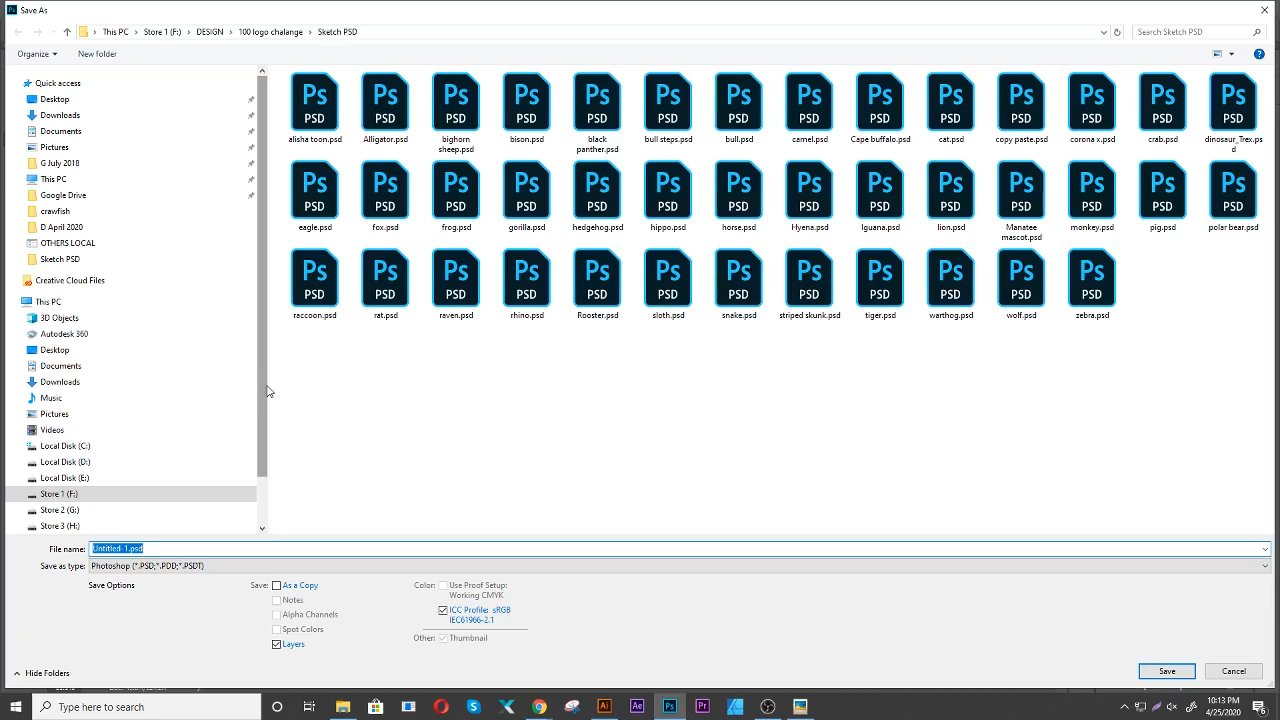 Save As
This PC > Store 1 (F:) > DESIGN > 100 logo chalange > Sketch PSD
Search Sketch PSD
Organize
New folder
Quick access
Desktop
Downloads
Documents
Pictures
G July 2018
This PC
Google Drive
crawfish
D April 2020
OTHERS LOCAL
Sketch PSD
Creative Cloud Files
This PC
3D Objects
Autodesk 360
Desktop
Documents
Downloads
Music
Pictures
Videos
Local Disk (C:)
Local Disk (D:)
Local Disk (E:)
Store 1 (F:)
Store 2 (G:)
Store 3 (H:)
alisha toon.psd
Alligator.psd
bighorn sheep.psd
bison.psd
black panther.psd
bull steps.psd
bull.psd
camel.psd
Cape buffalo.psd
cat.psd
copy paste.psd
corona x.psd
crab.psd
dinosaur_Trex.psd
eagle.psd
fox.psd
frog.psd
gorilla.psd
hedgehog.psd
hippo.psd
horse.psd
Hyena.psd
Iguana.psd
lion.psd
Manatee mascot.psd
monkey.psd
pig.psd
polar bear.psd
raccoon.psd
rat.psd
raven.psd
rhino.psd
Rooster.psd
sloth.psd
snake.psd
striped skunk.psd
tiger.psd
warthog.psd
wolf.psd
zebra.psd
File name: Untitled-1.psd
Save as type: Photoshop (*.PSD;*.PDD;*.PSDT)
Save Options
Save: As a Copy
Notes
Alpha Channels
Spot Colors
Layers
Color: Use Proof Setup:
Working CMYK
ICC Profile: sRGB
IEC61966-2.1
Other: Thumbnail
Hide Folders
Save
Cancel
Type here to search
10:13 PM
4/25/2020
6